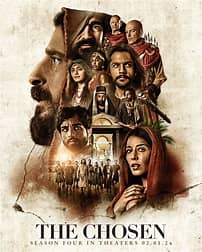 THE CHOSEN
SEASON FOUR IN THEATERS 02.01.24